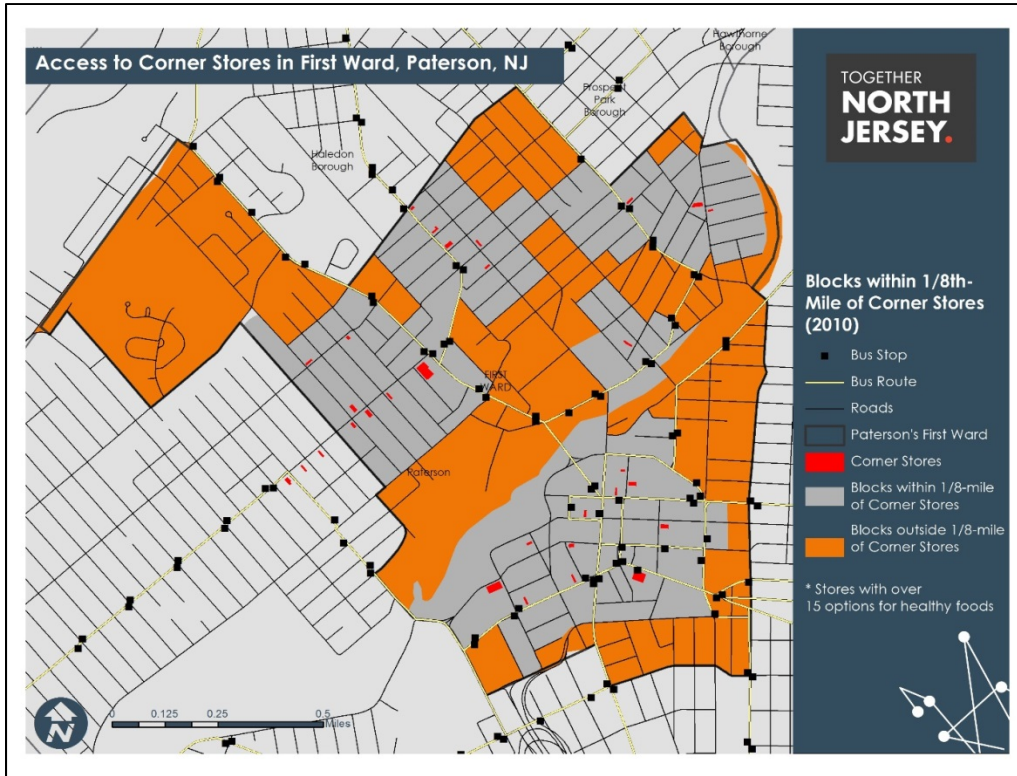 Access to Corner Stores in First Ward, Paterson, NJ
Hawthorne
Borough
Prospect
Park
Borough
Haledon
Borough
FIRST
WARD
Paterson
0
0.125
0.25
0.5
Miles
N
TOGETHER
NORTH
JERSEY.
Blocks within 1/8th-
Mile of Corner Stores
(2010)
Bus Stop
Bus Route
Roads
Paterson's First Ward
Corner Stores
Blocks within 1/8-mile
of Corner Stores
Blocks outside 1/8-mile
of Corner Stores
* Stores with over
15 options for healthy foods